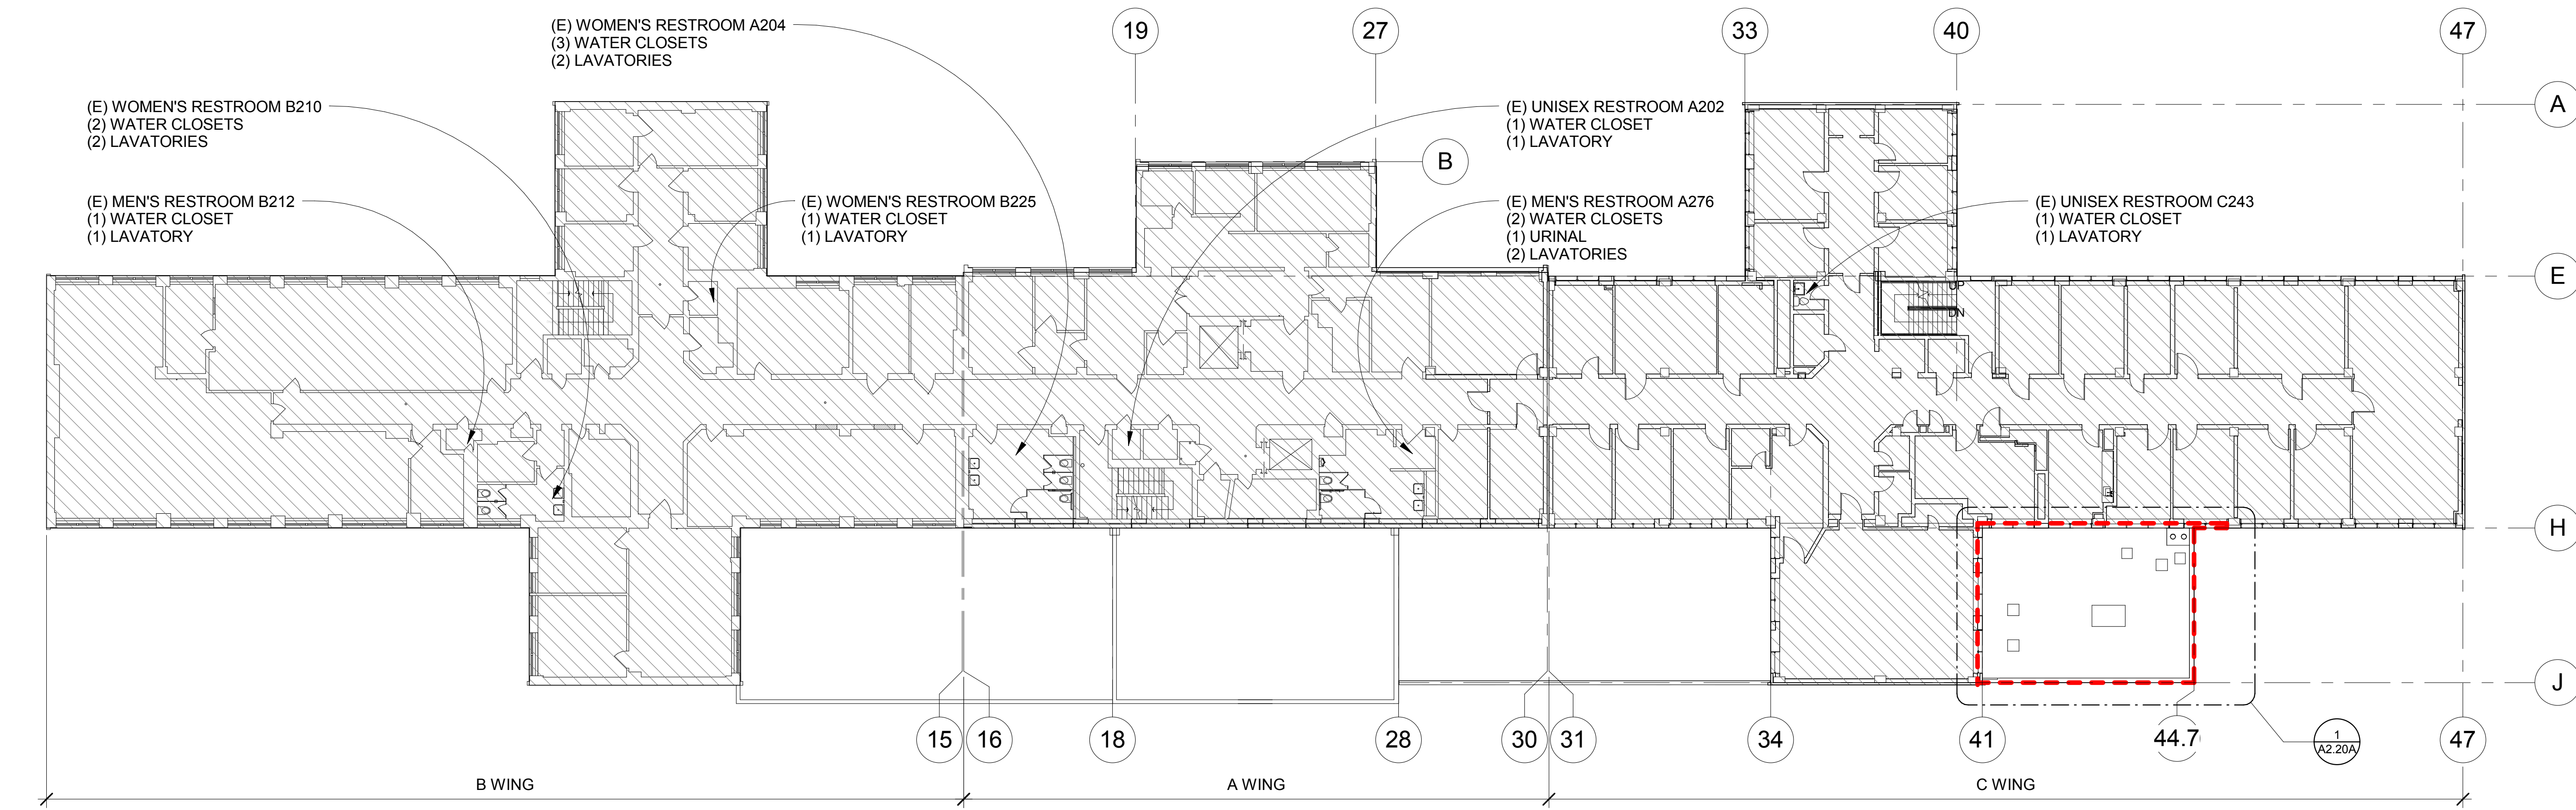 (E) WOMEN'S RESTROOM A204
(3) WATER CLOSETS
(2) LAVATORIES
19
27
33
40
47
(E) WOMEN'S RESTROOM B210
(2) WATER CLOSETS
(2) LAVATORIES
(E) UNISEX RESTROOM A202
(1) WATER CLOSET
(1) LAVATORY
A
B
(E) MEN'S RESTROOM B212
(1) WATER CLOSET
(1) LAVATORY
(E) WOMEN'S RESTROOM B225
(1) WATER CLOSET
(1) LAVATORY
(E) MEN'S RESTROOM A276
(2) WATER CLOSETS
(1) URINAL
(2) LAVATORIES
(E) UNISEX RESTROOM C243
(1) WATER CLOSET
(1) LAVATORY
E
UP
DN
H
J
15
16
18
28
30
31
34
41
44.7
1
A2.20A
47
B WING
A WING
C WING